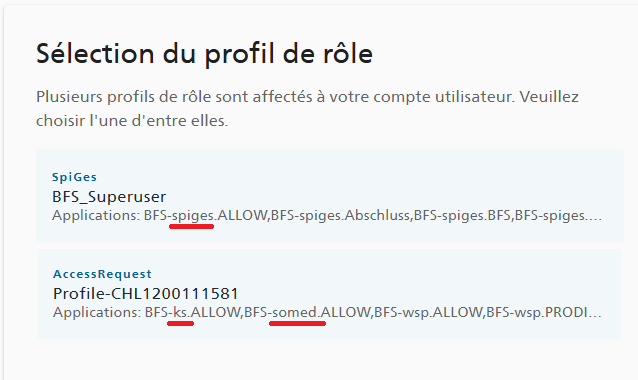 Sélection du profil de rôle
Plusieurs profils de rôle sont affectés à votre compte utilisateur. Veuillez
choisir l'une d'entre elles.
SpiGes
BFS_Superuser
Applications: BFS-spiges.ALLOW,BFS-spiges.Abschluss,BFS-spiges.BFS,BFS-spiges....
AccessRequest
Profile-CHL1200111581
Applications: BFS-ks.ALLOW,BFS-somed.ALLOW,BFS-wsp.ALLOW,BFS-wsp.PRODI...